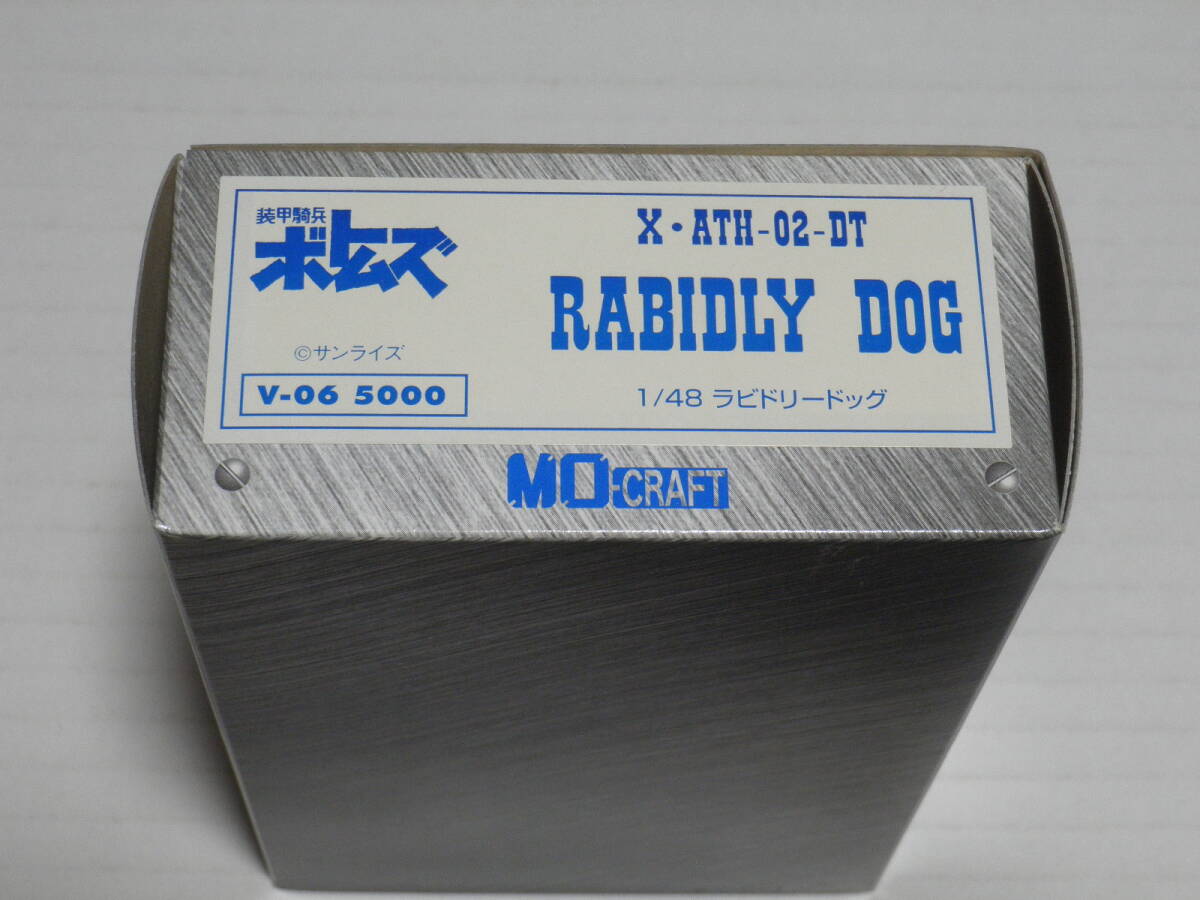 装甲騎兵
ボトムズ
©サンライズ
V-06 5000
X・ATH-02-DT
RABIDLY DOG
1/48 ラビドリードッグ
MO-CRAFT